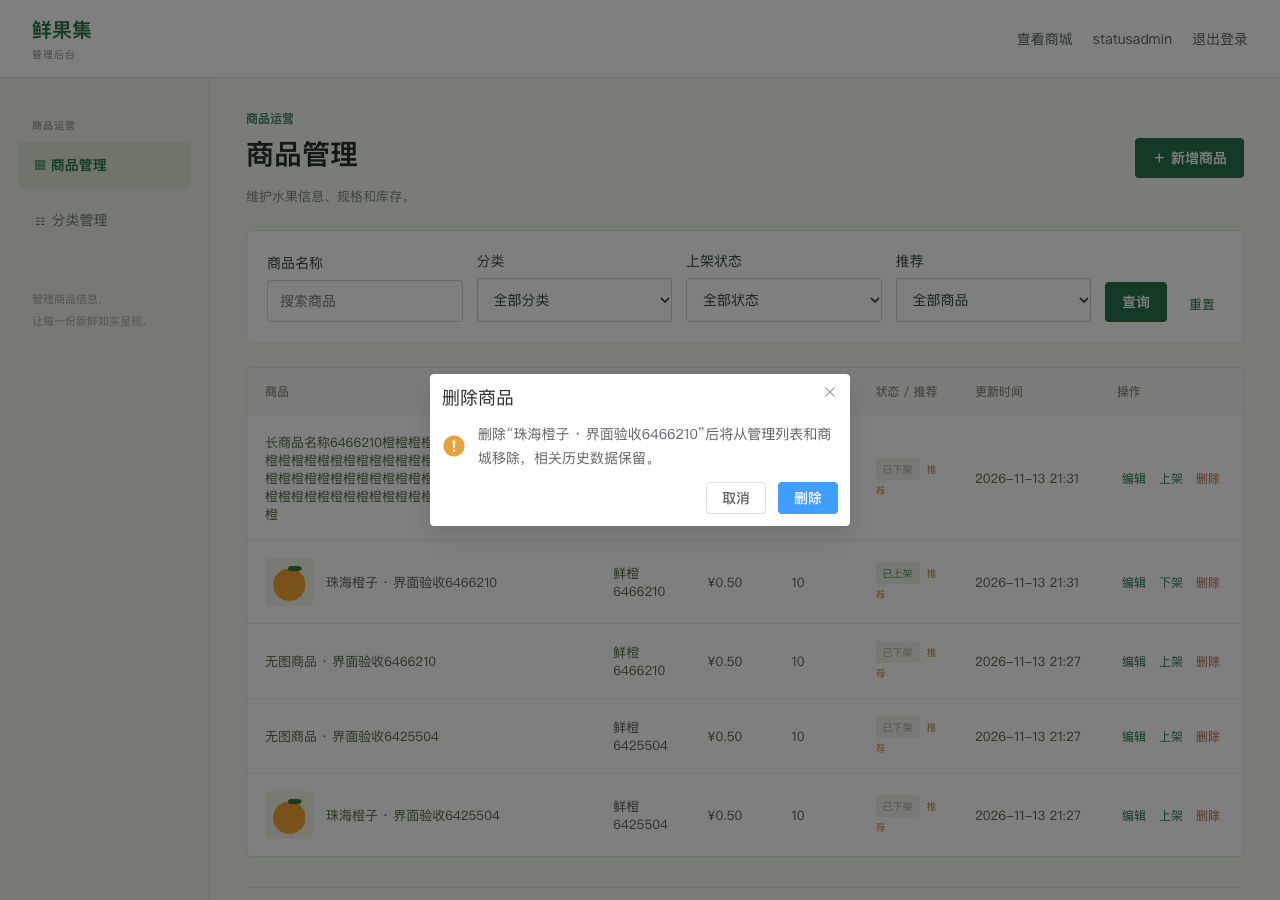 鲜果集
管理后台
查看商城
statusadmin
退出登录
商品运营
商品管理
分类管理
管理商品信息，
让每一份新鲜如实呈现。
商品运营
商品管理
维护水果信息、规格和库存。
＋ 新增商品
商品名称
分类
上架状态
推荐
搜索商品
全部分类
全部状态
全部商品
查询
重置
商品
状态 / 推荐
更新时间
操作
长商品名称6466210橙橙橙
橙橙橙橙橙橙橙橙橙橙橙橙
橙橙橙橙橙橙橙橙橙橙橙橙
橙橙橙橙橙橙橙橙橙橙橙橙
橙
已下架 推
荐
2026-11-13 21:31
编辑 上架 删除
删除商品
删除“珠海橙子 · 界面验收6466210”后将从管理列表和商
城移除，相关历史数据保留。
取消
删除
珠海橙子 · 界面验收6466210
鲜橙
6466210
¥0.50
10
已上架 推
荐
2026-11-13 21:31
编辑 下架 删除
无图商品 · 界面验收6466210
鲜橙
6466210
¥0.50
10
已下架 推
荐
2026-11-13 21:27
编辑 上架 删除
无图商品 · 界面验收6425504
鲜橙
6425504
¥0.50
10
已下架 推
荐
2026-11-13 21:27
编辑 上架 删除
珠海橙子 · 界面验收6425504
鲜橙
6425504
¥0.50
10
已下架 推
荐
2026-11-13 21:27
编辑 上架 删除